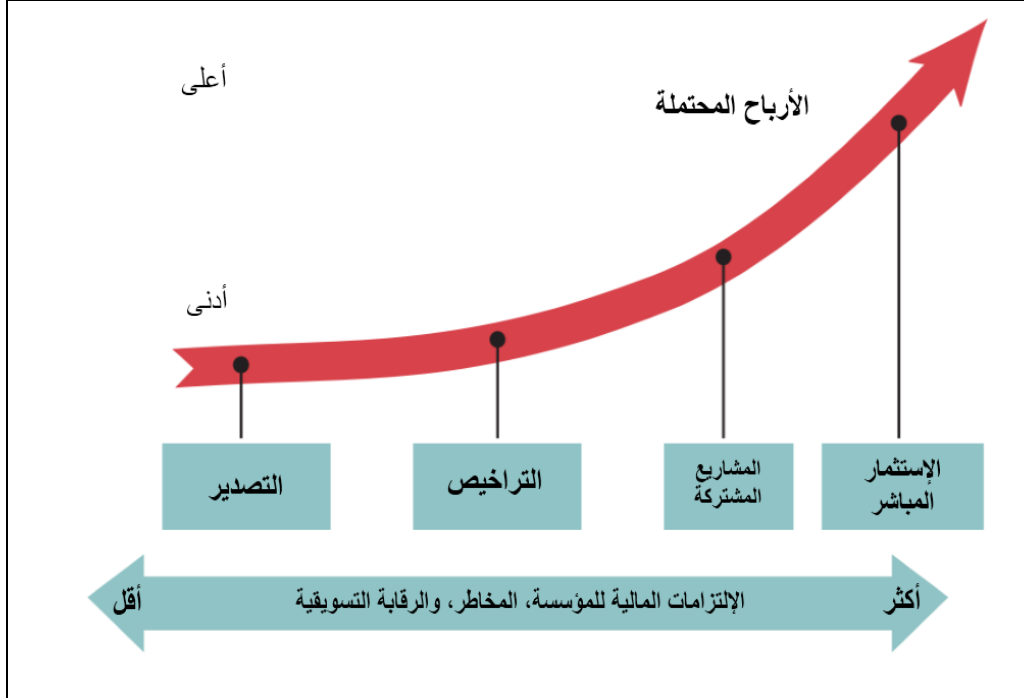 أعلى
الأرباح المحتملة
أدنى
الإستثمار
المباشر
المشاريع
المشتركة
التراخيص
التصدير
أكثر
الإلتزامات المالية للمؤسسة، المخاطر، والرقابة التسويقية
أقل